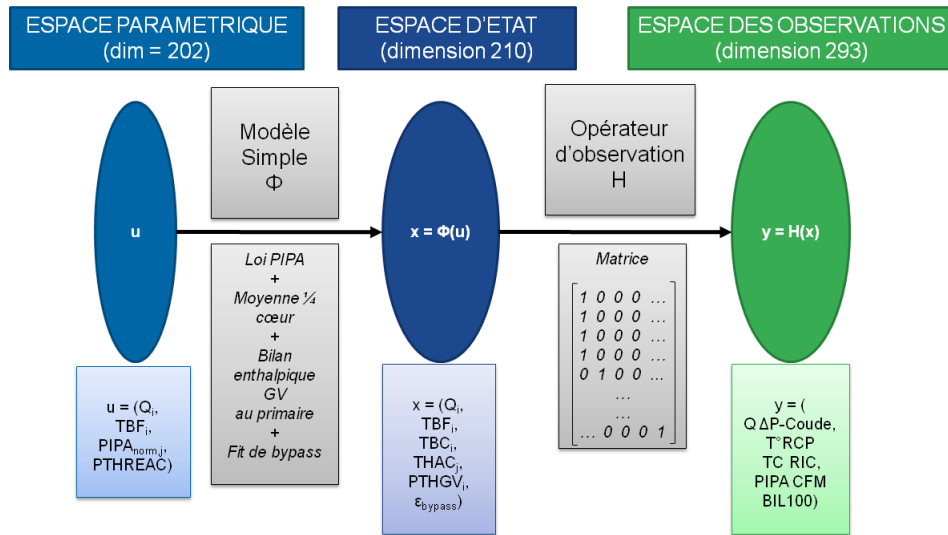 ESPACE PARAMETRIQUE
(dim = 202)
ESPACE D'ETAT
(dimension 210)
ESPACE DES OBSERVATIONS
(dimension 293)
Modèle
Simple
Φ
Opérateur
d'observation
H
u
x = Φ(u)
y = H(x)
Loi PIPA
+
Moyenne ¼
cœur
+
Bilan
enthalpique
GV
au primaire
+
Fit de bypass
Matrice
1 0 0 0 ...
1 0 0 0 ...
1 0 0 0 ...
1 0 0 0 ...
0 1 0 0 ...
...
...
... 0 0 0 1
u = (Qi,
TBFi,
PIPAnorm,j,
PTHREAC)
x = (Qi,
TBFi,
TBCi,
THACj,
PTHGVi,
εbypass)
y = (
Q ΔP-Coude,
T°RCP
TC RIC,
PIPA CFM
BIL100)